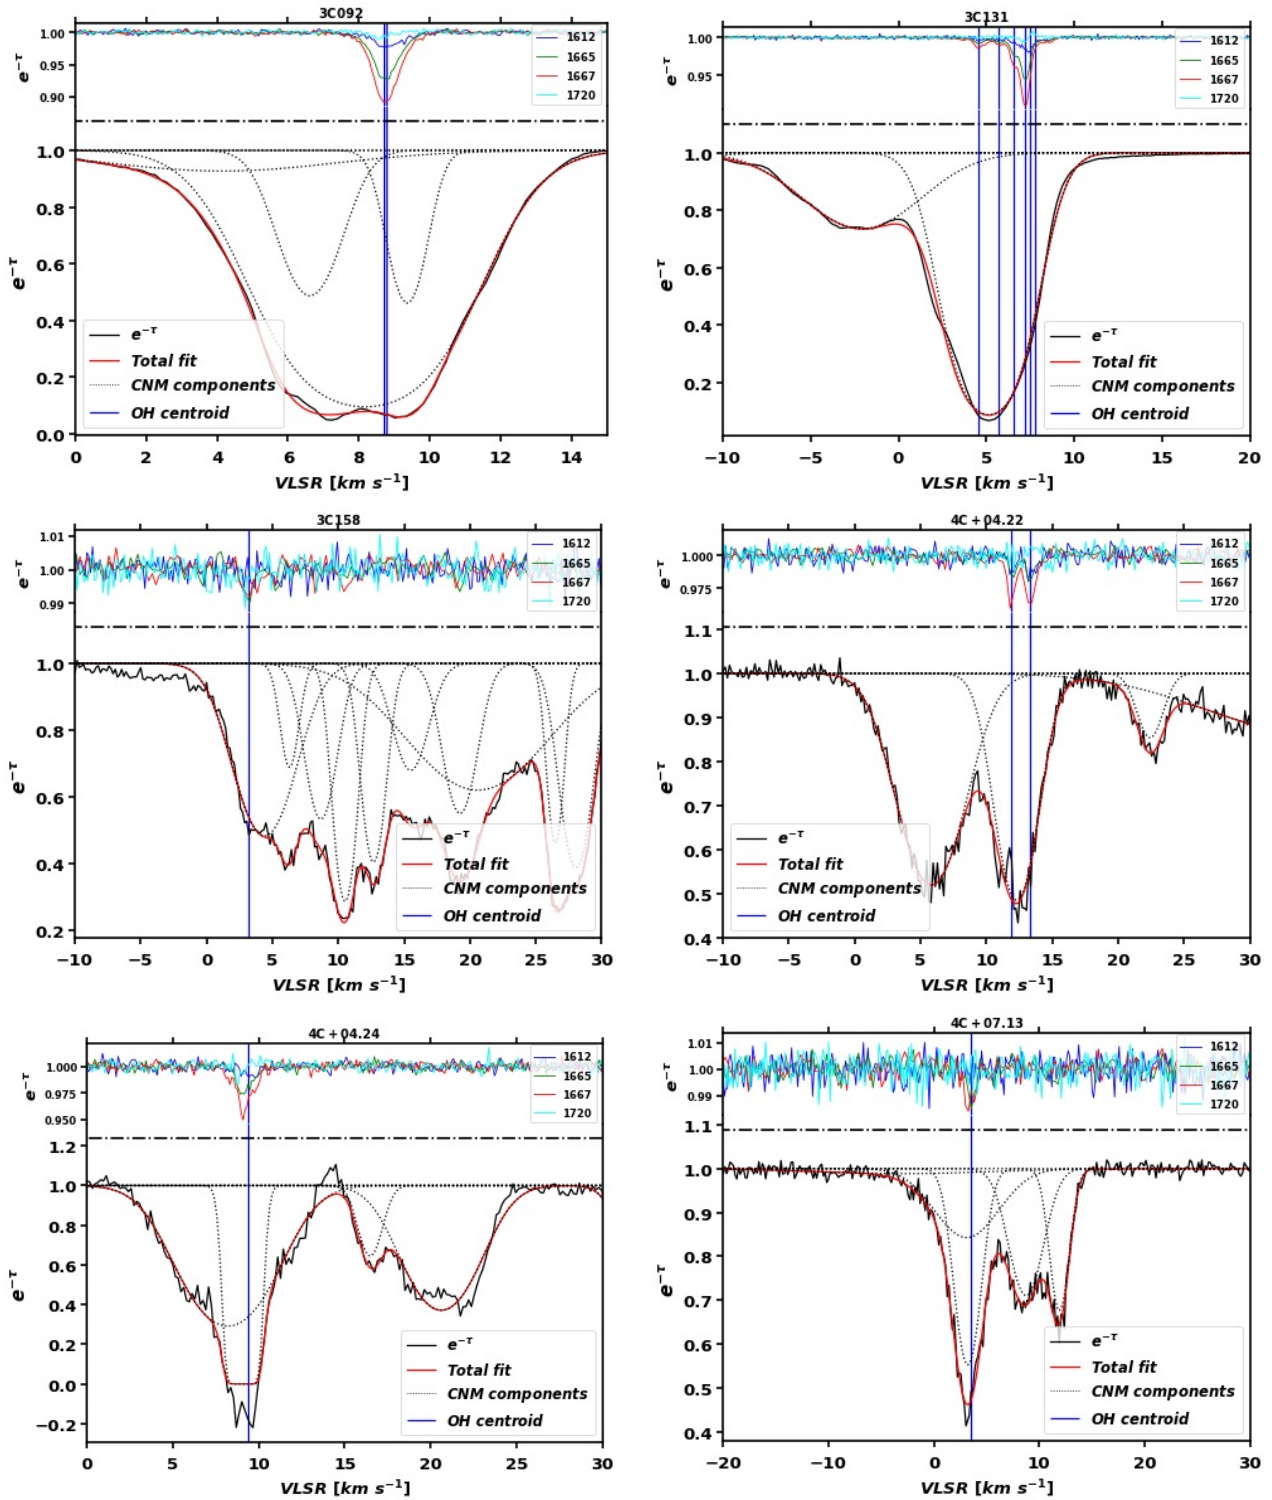 3C092
1.00
0.95
0.90
e^{−τ}
1612
1665
1667
1720
1.0
0.8
0.6
0.4
0.2
0.0
e^{−τ}
e^{−τ}
Total fit
CNM components
OH centroid
0 2 4 6 8 10 12 14
VLSR [km s^{−1}]
3C131
1.00
0.95
e^{−τ}
1612
1665
1667
1720
1.0
0.8
0.6
0.4
0.2
e^{−τ}
e^{−τ}
Total fit
CNM components
OH centroid
−10 −5 0 5 10 15 20
VLSR [km s^{−1}]
3C158
1.01
1.00
0.99
e^{−τ}
1612
1665
1667
1720
1.0
0.8
0.6
0.4
0.2
e^{−τ}
e^{−τ}
Total fit
CNM components
OH centroid
−10 −5 0 5 10 15 20 25 30
VLSR [km s^{−1}]
4C + 04.22
1.000
0.975
e^{−τ}
1612
1665
1667
1720
1.1
1.0
0.9
0.8
0.7
0.6
0.5
0.4
e^{−τ}
e^{−τ}
Total fit
CNM components
OH centroid
−10 −5 0 5 10 15 20 25 30
VLSR [km s^{−1}]
4C + 04.24
1.000
0.975
0.950
e^{−τ}
1612
1665
1667
1720
1.2
1.0
0.8
0.6
0.4
0.2
0.0
−0.2
e^{−τ}
e^{−τ}
Total fit
CNM components
OH centroid
0 5 10 15 20 25 30
VLSR [km s^{−1}]
4C + 07.13
1.01
1.00
0.99
e^{−τ}
1612
1665
1667
1720
1.1
1.0
0.9
0.8
0.7
0.6
0.5
0.4
e^{−τ}
e^{−τ}
Total fit
CNM components
OH centroid
−20 −10 0 10 20 30
VLSR [km s^{−1}]